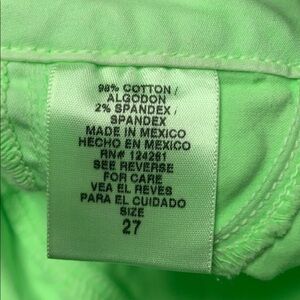 98% COTTON /
ALGODON
2% SPANDEX /
SPANDEX
MADE IN MEXICO
HECHO EN MEXICO
RN# 124261
SEE REVERSE
FOR CARE
VEA EL REVES
PARA EL CUIDADO
SIZE
27